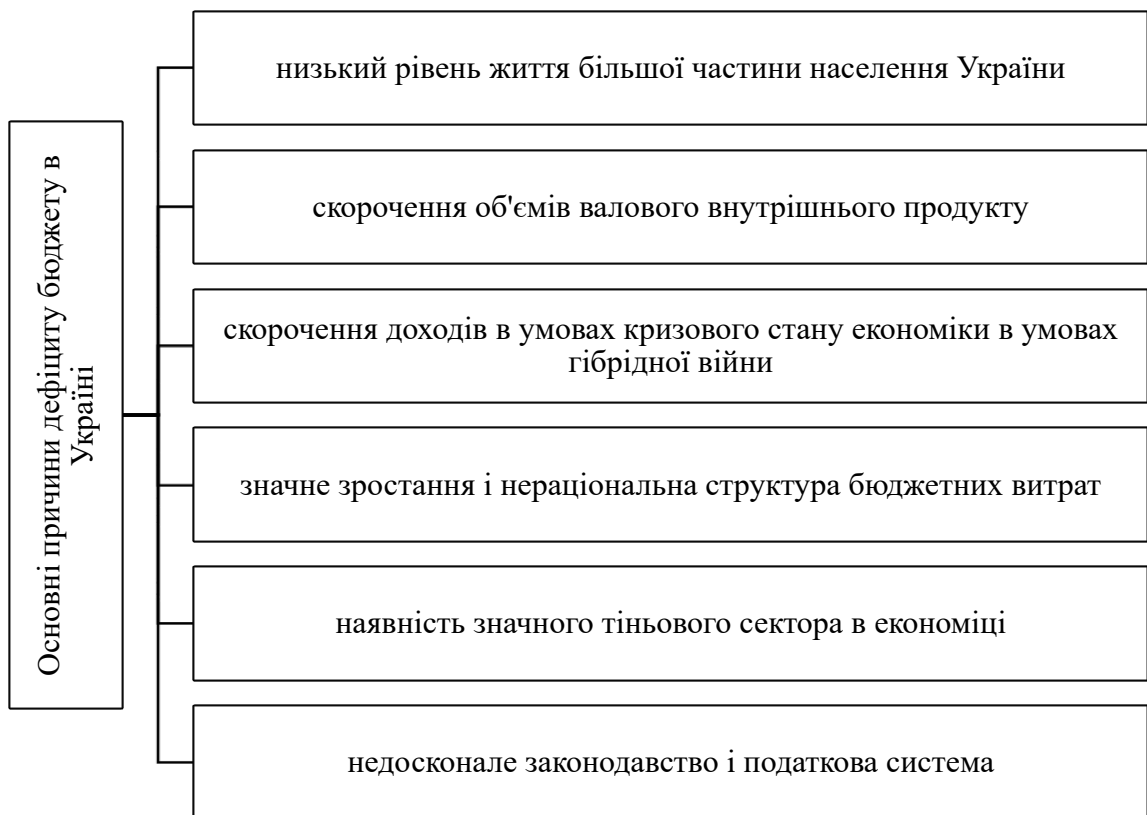 Основні причини дефіциту бюджету в
Україні
низький рівень життя більшої частини населення України
скорочення об'ємів валового внутрішнього продукту
скорочення доходів в умовах кризового стану економіки в умовах
гібрідної війни
значне зростання і нераціональна структура бюджетних витрат
наявність значного тіньового сектора в економіці
недосконале законодавство і податкова система